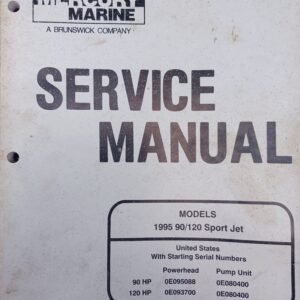 MERCURY
MARINE
A BRUNSWICK COMPANY
SERVICE
MANUAL
MODELS
1995 90/120 Sport Jet
United States
With Starting Serial Numbers
Powerhead Pump Unit
90 HP 0E095088 0E080400
120 HP 0E093700 0E080400